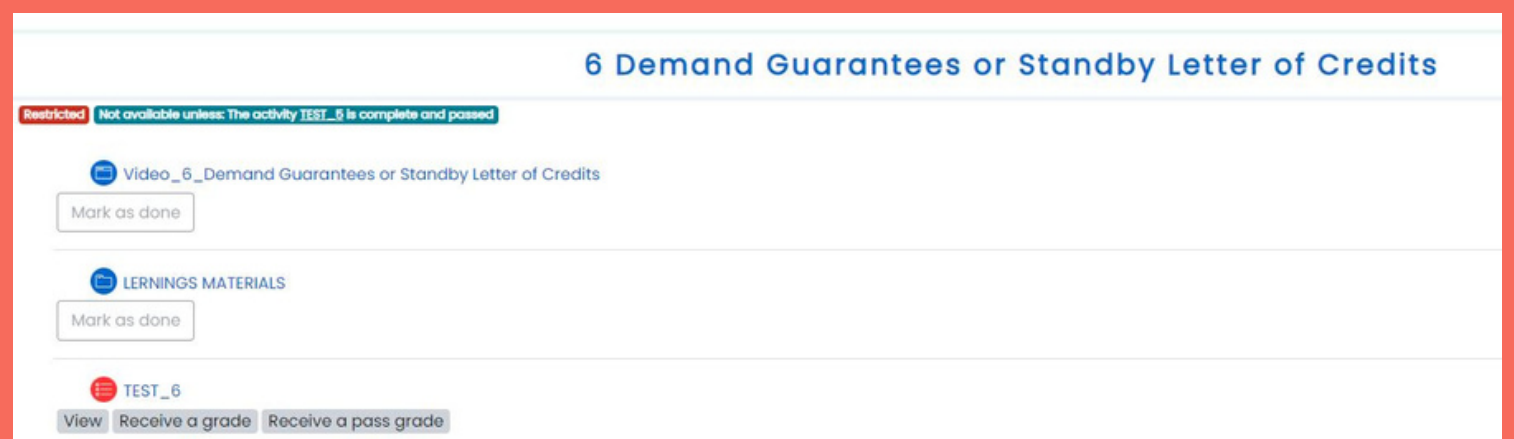 6 Demand Guarantees or Standby Letter of Credits
Restricted Not available unless: The activity TEST_5 is complete and passed
Video_6_Demand Guarantees or Standby Letter of Credits
Mark as done
LERNINGS MATERIALS
Mark as done
TEST_6
View Receive a grade Receive a pass grade